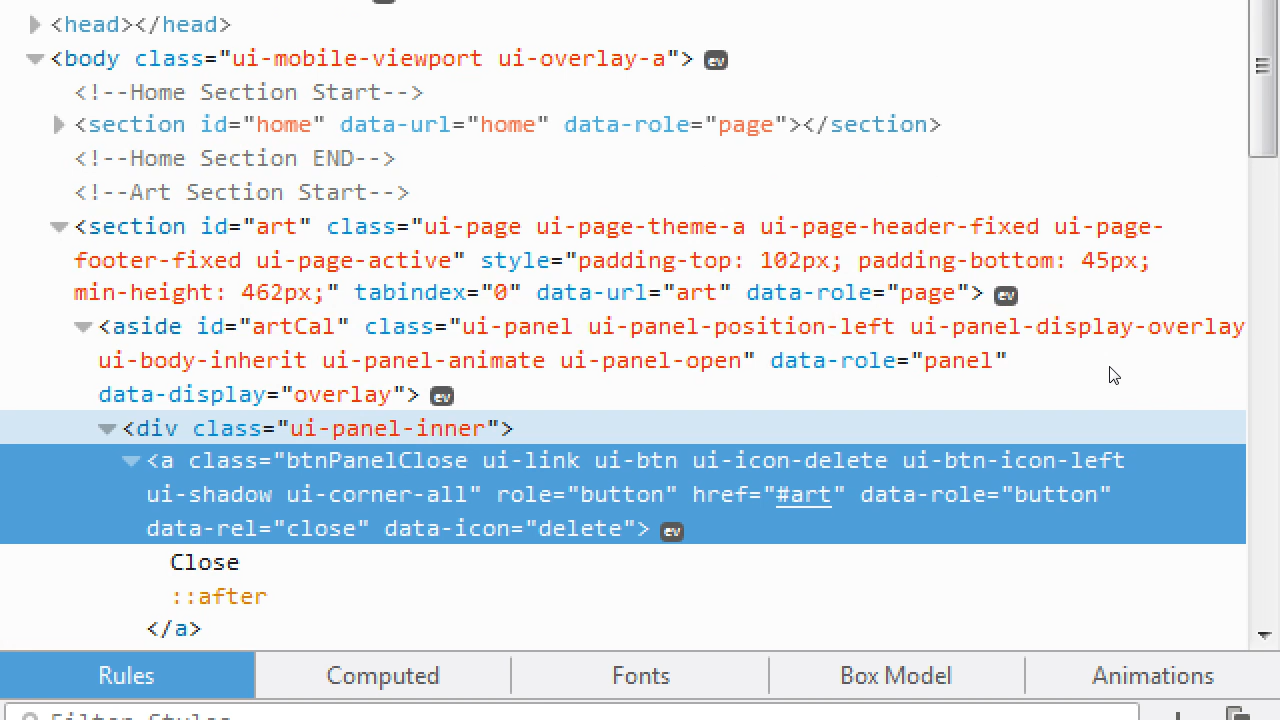 <head></head>
<body class="ui-mobile-viewport ui-overlay-a"> ev
<!--Home Section Start-->
<section id="home" data-url="home" data-role="page"></section>
<!--Home Section END-->
<!--Art Section Start-->
<section id="art" class="ui-page ui-page-theme-a ui-page-header-fixed ui-page-
footer-fixed ui-page-active" style="padding-top: 102px; padding-bottom: 45px;
min-height: 462px;" tabindex="0" data-url="art" data-role="page"> ev
<aside id="artCal" class="ui-panel ui-panel-position-left ui-panel-display-overlay
ui-body-inherit ui-panel-animate ui-panel-open" data-role="panel"
data-display="overlay"> ev
<div class="ui-panel-inner">
<a class="btnPanelClose ui-link ui-btn ui-icon-delete ui-btn-icon-left
ui-shadow ui-corner-all" role="button" href="#art" data-role="button"
data-rel="close" data-icon="delete"> ev
Close
::after
</a>
Rules Computed Fonts Box Model Animations
Filter Styles